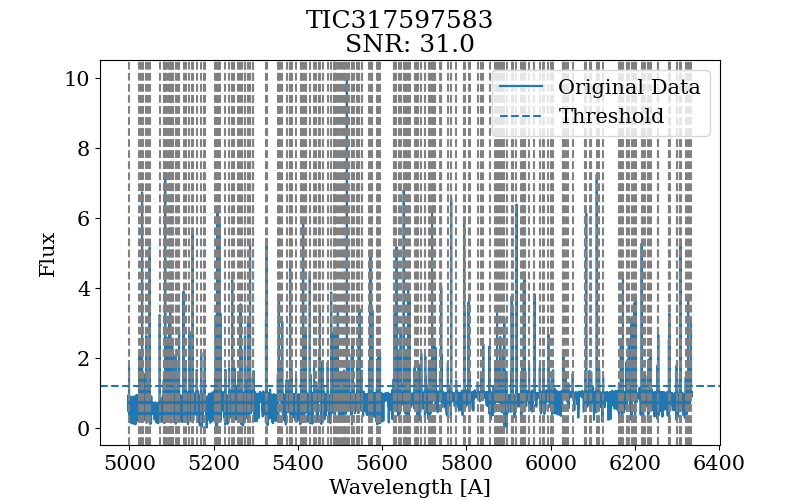 TIC317597583
SNR: 31.0
Original Data
Threshold
Flux
10
8
6
4
2
0
5000 5200 5400 5600 5800 6000 6200 6400
Wavelength [A]